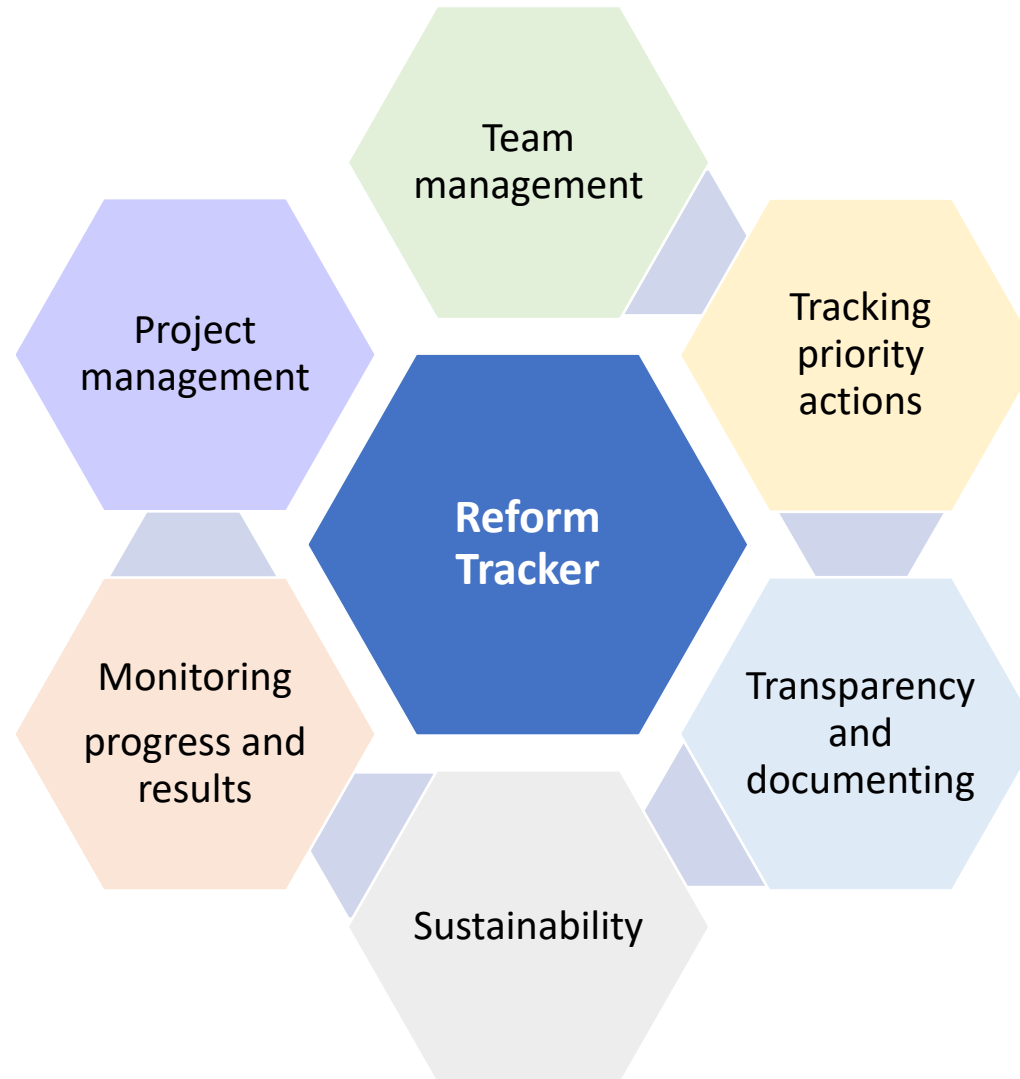 Team
management
Project
management
Tracking
priority
actions
Reform
Tracker
Monitoring
progress and
results
Transparency
and
documenting
Sustainability